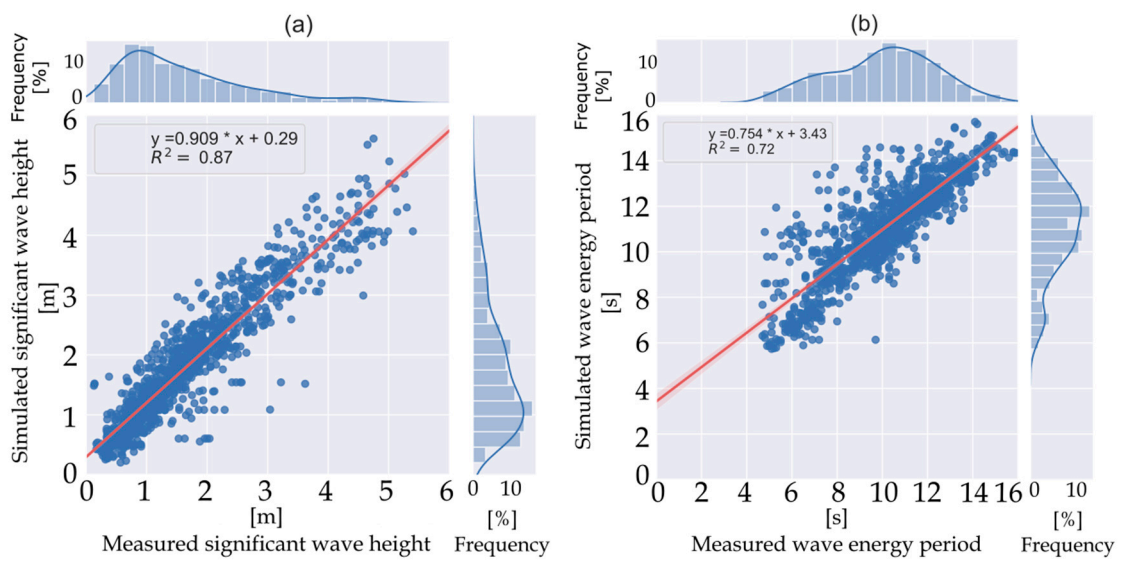 (a)
Frequency
[%]
10
0
y =0.909 * x + 0.29
R² = 0.87
Simulated significant wave height
[m]
6
5
4
3
2
1
0
0 1 2 3 4 5 6
[m]
Measured significant wave height
0 10
[%]
Frequency
(b)
Frequency
[%]
10
0
y =0.754 * x + 3.43
R² = 0.72
Simulated wave energy period
[s]
16
14
12
10
8
6
4
2
0
0 2 4 6 8 10 12 14 16
[s]
Measured wave energy period
0 10
[%]
Frequency